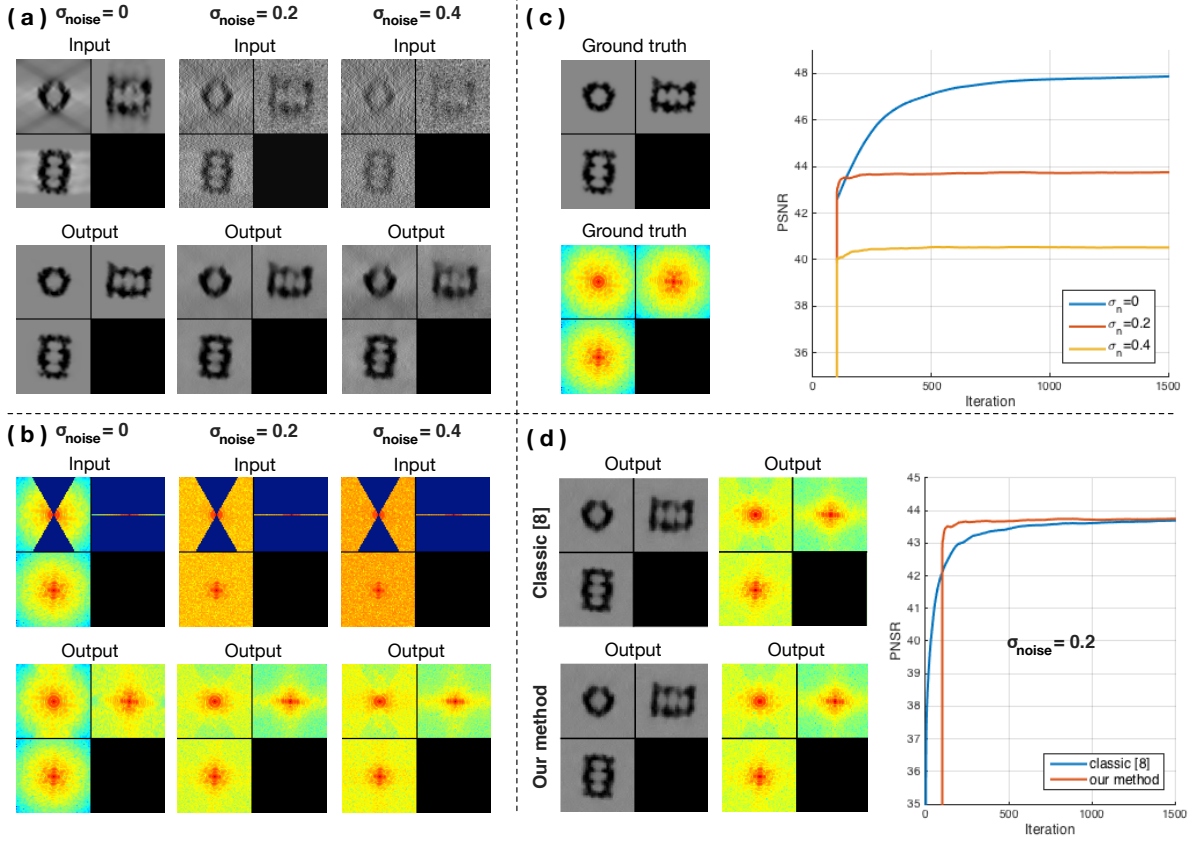 ( a )
σnoise = 0
σnoise = 0.2
σnoise = 0.4
Input
Input
Input
Output
Output
Output
( c )
Ground truth
Ground truth
PSNR
48
46
44
42
40
38
36
0
500
1000
1500
Iteration
σn=0
σn=0.2
σn=0.4
( b )
σnoise = 0
σnoise = 0.2
σnoise = 0.4
Input
Input
Input
Output
Output
Output
( d )
Output
Output
Classic [8]
Output
Output
Our method
PNSR
45
44
43
42
41
40
39
38
37
36
35
0
500
1000
1500
Iteration
σnoise = 0.2
classic [8]
our method